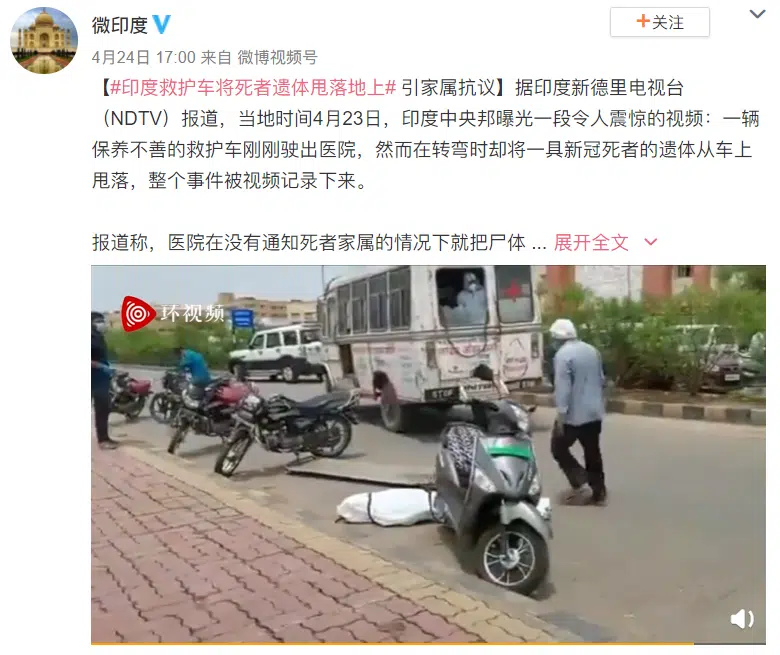 微印度
+关注
4月24日 17:00 来自 微博视频号
【#印度救护车将死者遗体甩落地上# 引家属抗议】据印度新德里电视台
（NDTV）报道，当地时间4月23日，印度中央邦曝光一段令人震惊的视频：一辆
保养不善的救护车刚刚驶出医院，然而在转弯时却将一具新冠死者的遗体从车上
甩落，整个事件被视频记录下来。
报道称，医院在没有通知死者家属的情况下就把尸体 ... 展开全文
环视频
STOP